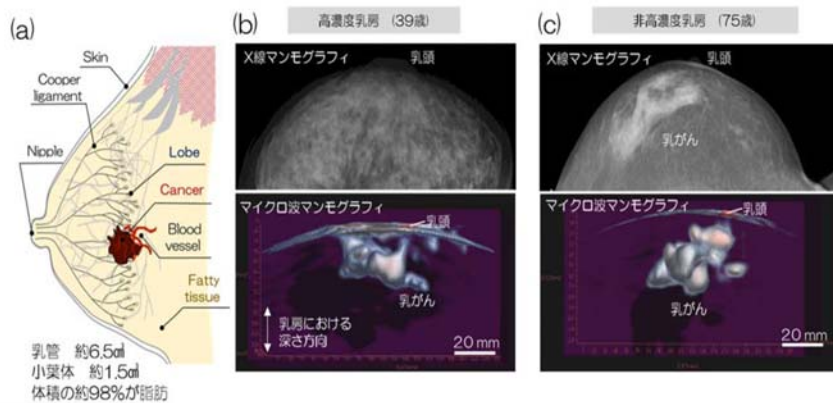 (a)
Skin
Cooper
ligament
Nipple
Lobe
Cancer
Blood
vessel
Fatty
tissue
乳管 約6.5㎖
小葉体 約1.5㎖
体積の約98%が脂肪
(b)
高濃度乳房 (39歳)
X線マンモグラフィ
乳頭
マイクロ波マンモグラフィ
乳頭
乳がん
乳房における
深さ方向
20 mm
(c)
非高濃度乳房 (75歳)
X線マンモグラフィ
乳頭
乳がん
マイクロ波マンモグラフィ
乳頭
乳がん
20 mm